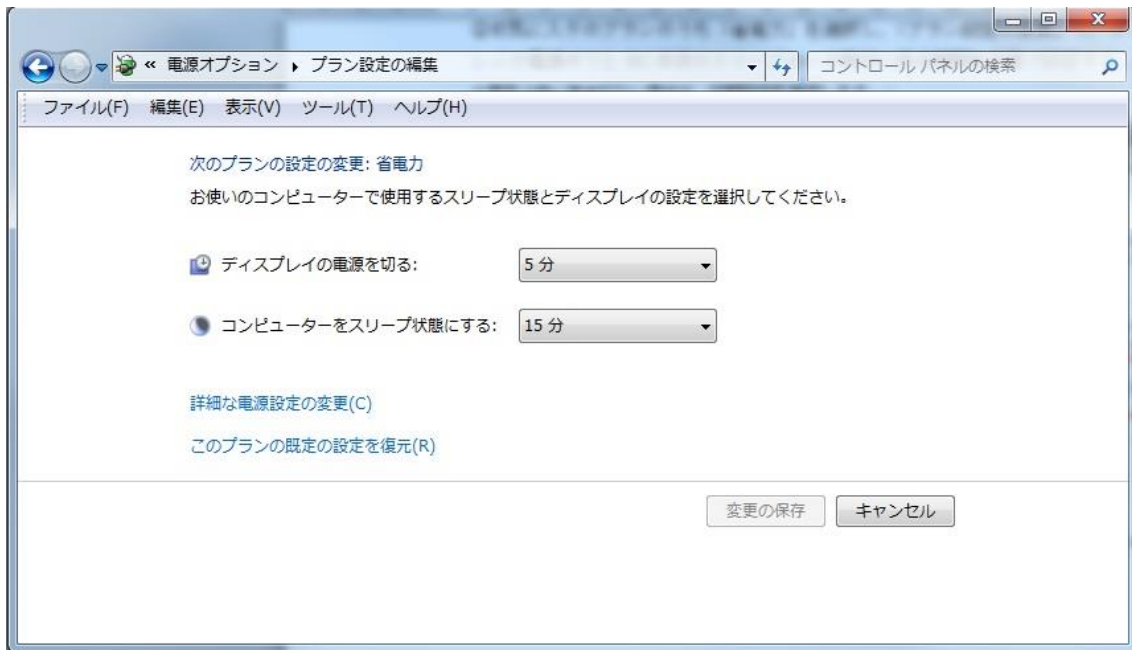 « 電源オプション ▸ プラン設定の編集
コントロール パネルの検索
ファイル(F) 編集(E) 表示(V) ツール(T) ヘルプ(H)
次のプランの設定の変更: 省電力
お使いのコンピューターで使用するスリープ状態とディスプレイの設定を選択してください。
ディスプレイの電源を切る: 5 分
コンピューターをスリープ状態にする: 15 分
詳細な電源設定の変更(C)
このプランの既定の設定を復元(R)
変更の保存 キャンセル